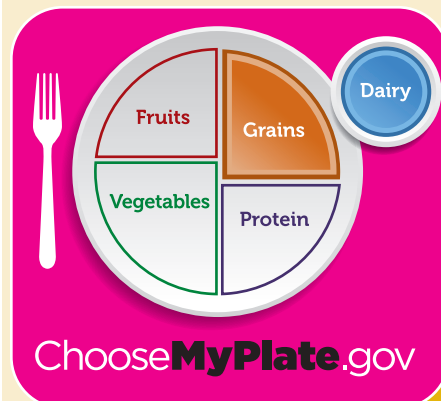 Fruits
Grains
Dairy
Vegetables
Protein
ChooseMyPlate.gov